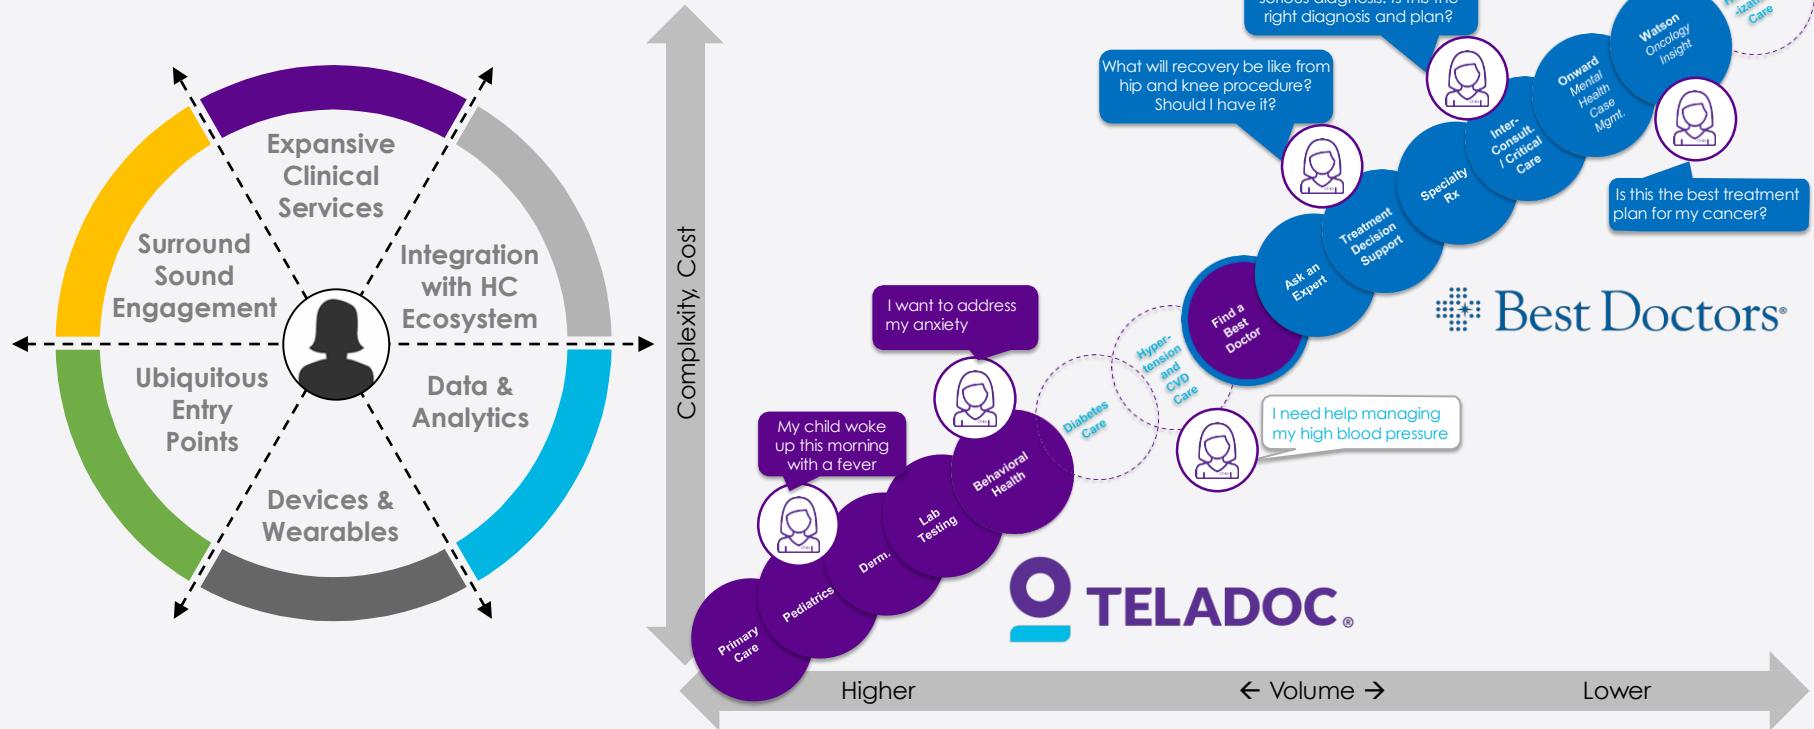 Expansive
Clinical
Services
Surround
Sound
Engagement
Integration
with HC
Ecosystem
Ubiquitous
Entry
Points
Data &
Analytics
Devices &
Wearables
Complexity, Cost
right diagnosis and plan?
What will recovery be like from
hip and knee procedure?
Should I have it?
I want to address
my anxiety
My child woke
up this morning
with a fever
I need help managing
my high blood pressure
Is this the best treatment
plan for my cancer?
Primary
Care
Pediatrics
Derm.
Lab
Testing
Behavioral
Health
Diabetes
Care
Hyper-
-tension
and
CVD
Care
Find a
Best
Doctor
Ask an
Expert
Treatment
Decision
Support
Specialty
Rx
Inter-
Consult.
/ Critical
Care
Onward
Mental
Health
Case
Mgmt.
Watson
Oncology
Insight
Care
Best Doctors®
TELADOC®
Higher
← Volume →
Lower